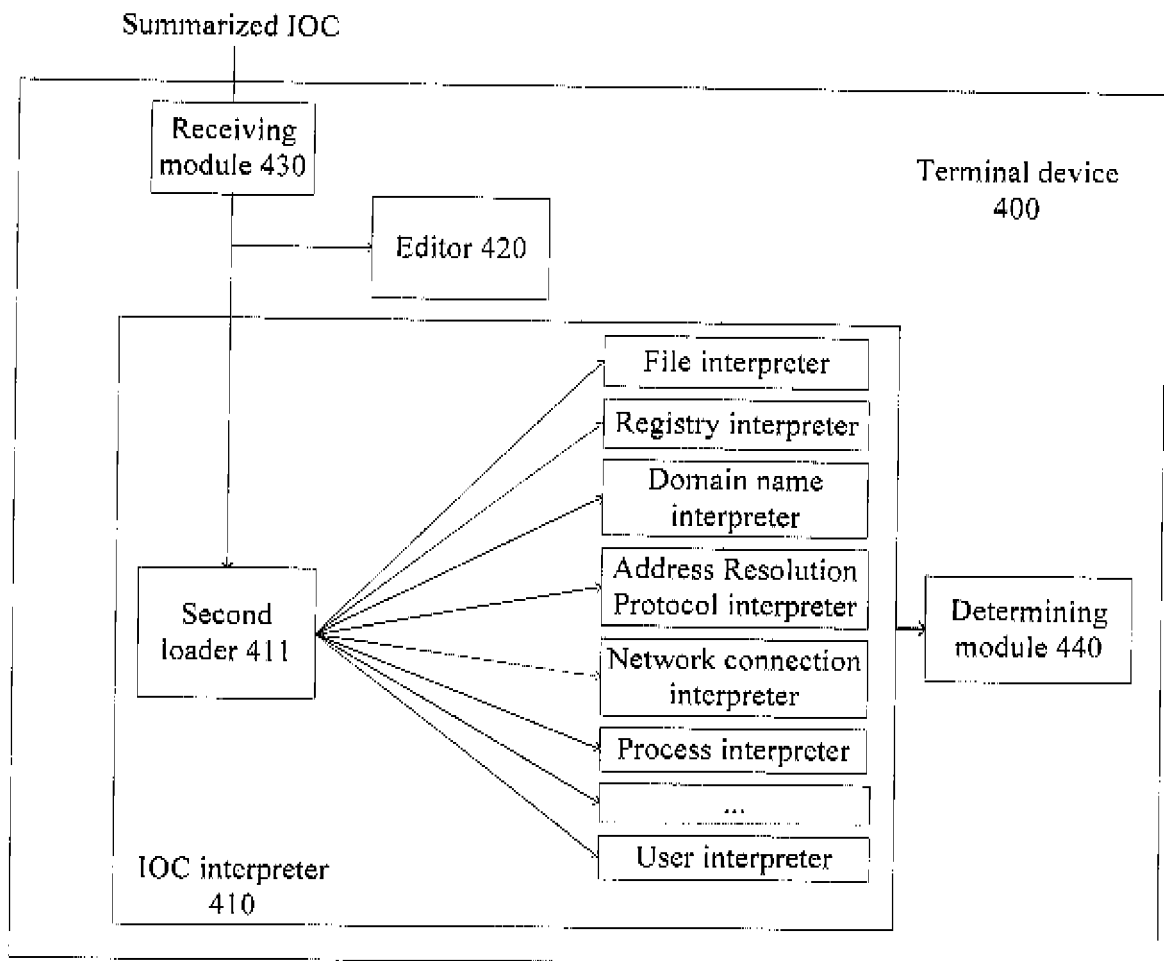 Summarized IOC
Receiving
module 430
Terminal device
400
Editor 420
File interpreter
Registry interpreter
Domain name
interpreter
Address Resolution
Protocol interpreter
Second
loader 411
Determining
module 440
Network connection
interpreter
Process interpreter
...
User interpreter
IOC interpreter
410